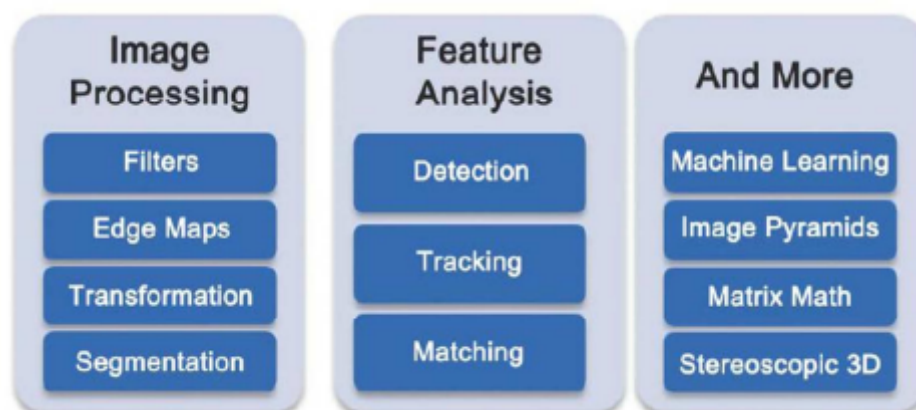 Image
Processing
Filters
Edge Maps
Transformation
Segmentation
Feature
Analysis
Detection
Tracking
Matching
And More
Machine Learning
Image Pyramids
Matrix Math
Stereoscopic 3D